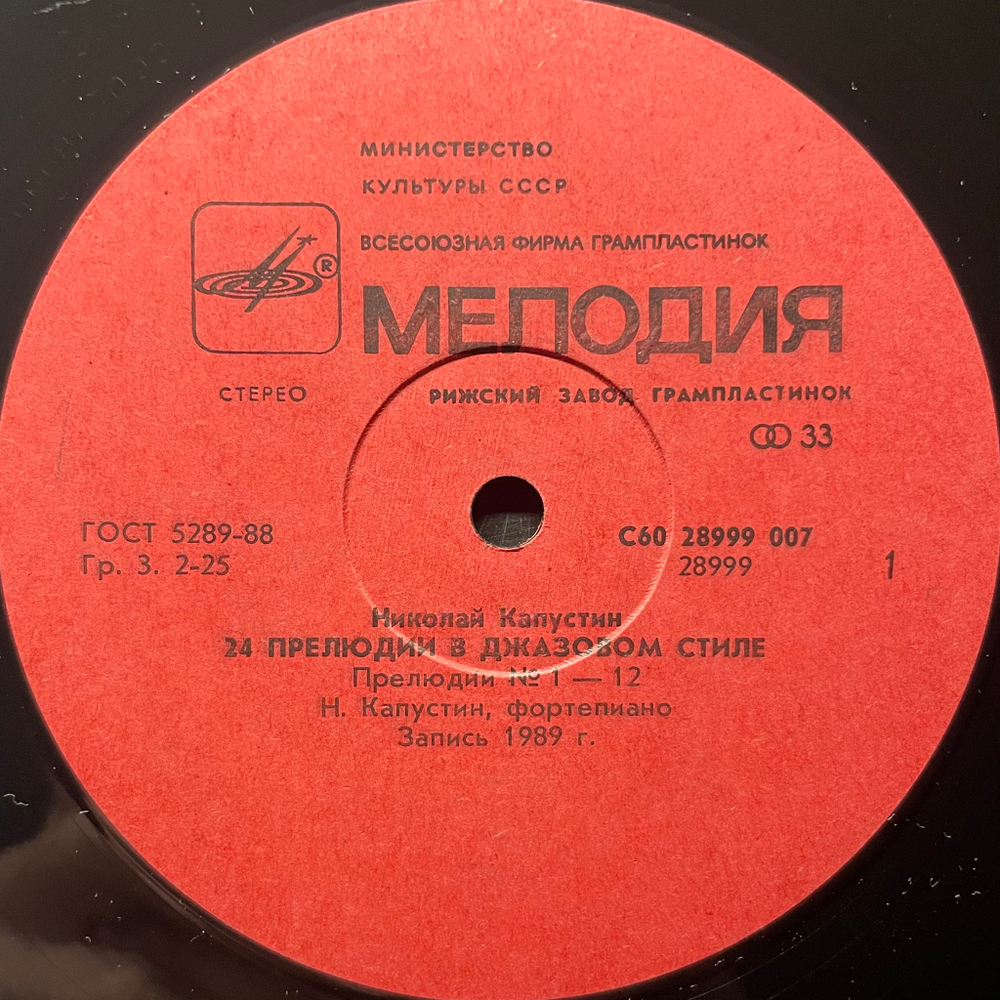 МИНИСТЕРСТВО
КУЛЬТУРЫ СССР
ВСЕСОЮЗНАЯ ФИРМА ГРАМПЛАСТИНОК
®
МЕЛОДИЯ
СТЕРЕО
РИЖСКИЙ ЗАВОД ГРАМПЛАСТИНОК
33
ГОСТ 5289-88
С60 28999 007
Гр. 3. 2-25
28999
1
Николай Капустин
24 ПРЕЛЮДИИ В ДЖАЗОВОМ СТИЛЕ
Прелюдии № 1 — 12
Н. Капустин, фортепиано
Запись 1989 г.